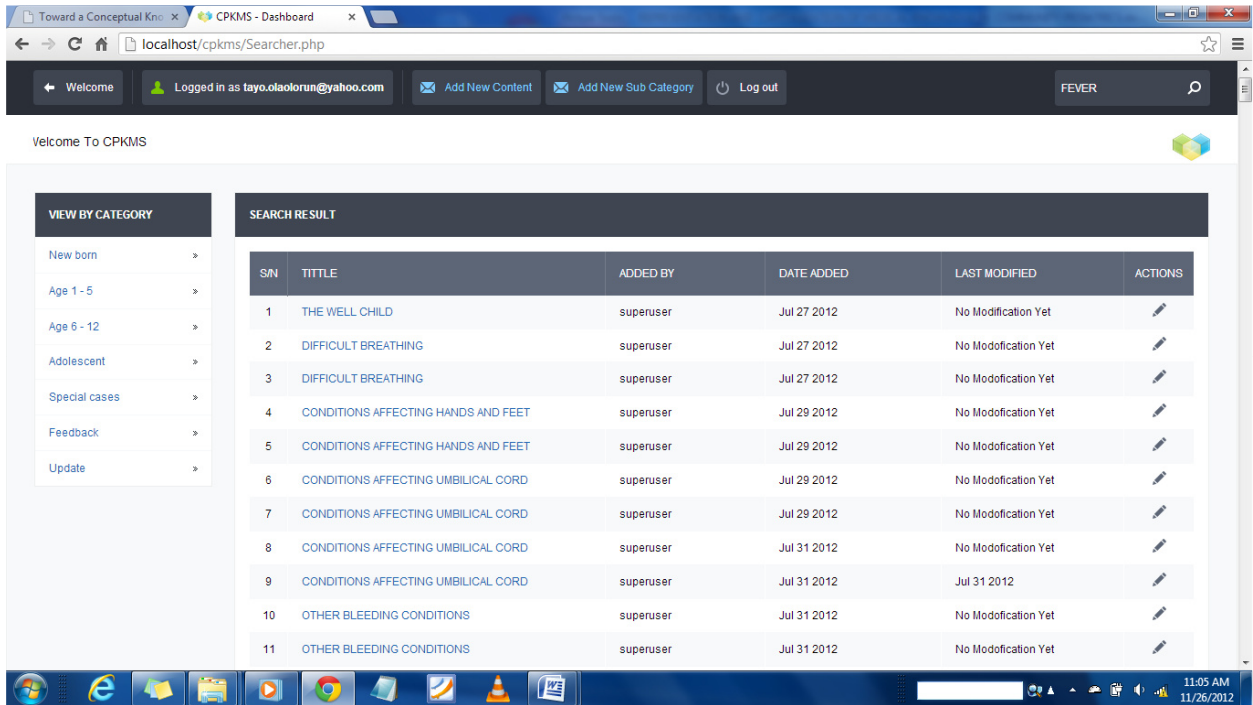 Toward a Conceptual Kno
CPKMS - Dashboard
localhost/cpkms/Searcher.php
Welcome
Logged in as tayo.olaolorun@yahoo.com
Add New Content
Add New Sub Category
Log out
FEVER
Velcome To CPKMS
VIEW BY CATEGORY
New born »
Age 1 - 5 »
Age 6 - 12 »
Adolescent »
Special cases »
Feedback »
Update »
SEARCH RESULT
S/N TITTLE ADDED BY DATE ADDED LAST MODIFIED ACTIONS
1 THE WELL CHILD superuser Jul 27 2012 No Modification Yet
2 DIFFICULT BREATHING superuser Jul 27 2012 No Modofication Yet
3 DIFFICULT BREATHING superuser Jul 27 2012 No Modofication Yet
4 CONDITIONS AFFECTING HANDS AND FEET superuser Jul 29 2012 No Modofication Yet
5 CONDITIONS AFFECTING HANDS AND FEET superuser Jul 29 2012 No Modofication Yet
6 CONDITIONS AFFECTING UMBILICAL CORD superuser Jul 29 2012 No Modofication Yet
7 CONDITIONS AFFECTING UMBILICAL CORD superuser Jul 29 2012 No Modofication Yet
8 CONDITIONS AFFECTING UMBILICAL CORD superuser Jul 31 2012 No Modofication Yet
9 CONDITIONS AFFECTING UMBILICAL CORD superuser Jul 31 2012 Jul 31 2012
10 OTHER BLEEDING CONDITIONS superuser Jul 31 2012 No Modofication Yet
11 OTHER BLEEDING CONDITIONS superuser Jul 31 2012 No Modofication Yet
11:05 AM
11/26/2012